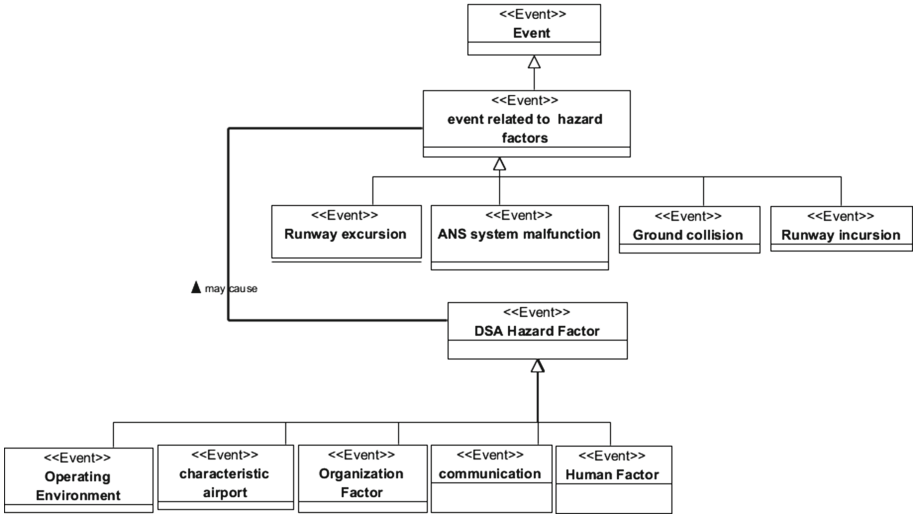 <<Event>>
Event
<<Event>>
event related to hazard
factors
<<Event>>
Runway excursion
<<Event>>
ANS system malfunction
<<Event>>
Ground collision
<<Event>>
Runway incursion
▲ may cause
<<Event>>
DSA Hazard Factor
<<Event>>
Operating
Environment
<<Event>>
characteristic
airport
<<Event>>
Organization
Factor
<<Event>>
communication
<<Event>>
Human Factor